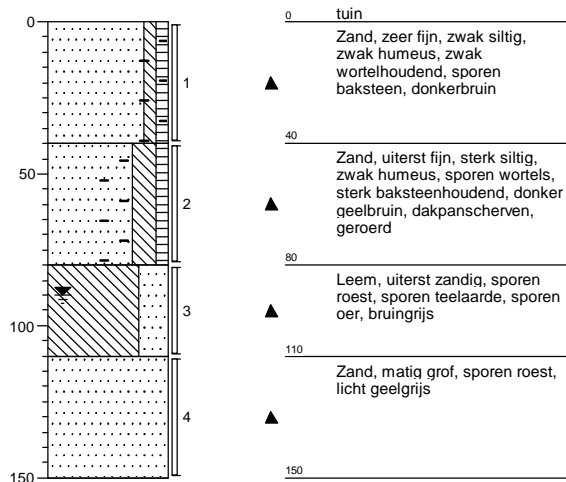 0
50
100
150
1
2
3
4
0
tuin
Zand, zeer fijn, zwak siltig,
zwak humeus, zwak
wortelhoudend, sporen
baksteen, donkerbruin
40
Zand, uiterst fijn, sterk siltig,
zwak humeus, sporen wortels,
sterk baksteenhoudend, donker
geelbruin, dakpanscherven,
geroerd
80
Leem, uiterst zandig, sporen
roest, sporen teelaarde, sporen
oer, bruingrijs
110
Zand, matig grof, sporen roest,
licht geelgrijs
150